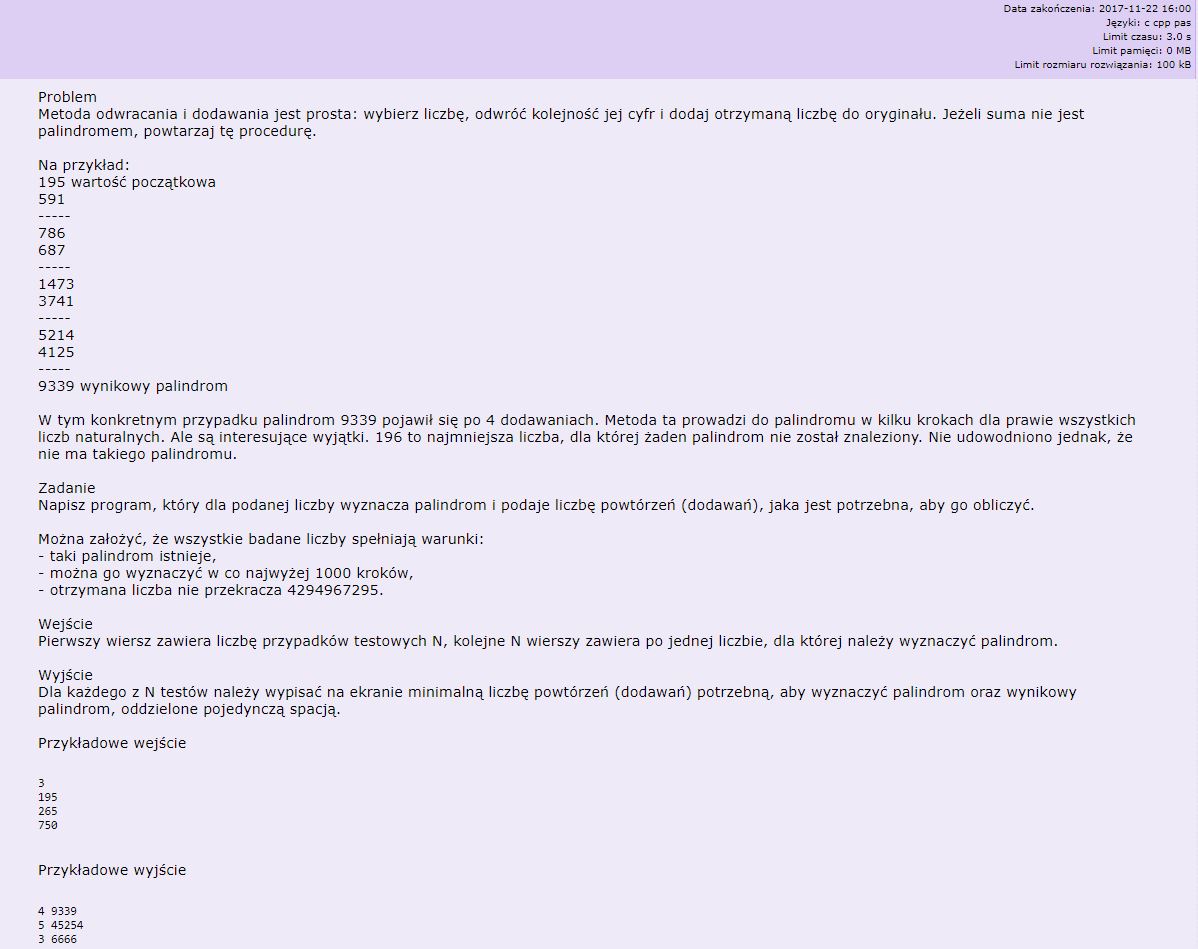 Data zakończenia: 2017-11-22 16:00
Języki: c cpp pas
Limit czasu: 3.0 s
Limit pamięci: 0 MB
Limit rozmiaru rozwiązania: 100 kB
Problem
Metoda odwracania i dodawania jest prosta: wybierz liczbę, odwróć kolejność jej cyfr i dodaj otrzymaną liczbę do oryginału. Jeżeli suma nie jest
palindromem, powtarzaj tę procedurę.
Na przykład:
195 wartość początkowa
591
-----
786
687
-----
1473
3741
-----
5214
4125
-----
9339 wynikowy palindrom
W tym konkretnym przypadku palindrom 9339 pojawił się po 4 dodawaniach. Metoda ta prowadzi do palindromu w kilku krokach dla prawie wszystkich
liczb naturalnych. Ale są interesujące wyjątki. 196 to najmniejsza liczba, dla której żaden palindrom nie został znaleziony. Nie udowodniono jednak, że
nie ma takiego palindromu.
Zadanie
Napisz program, który dla podanej liczby wyznacza palindrom i podaje liczbę powtórzeń (dodawań), jaka jest potrzebna, aby go obliczyć.
Można założyć, że wszystkie badane liczby spełniają warunki:
- taki palindrom istnieje,
- można go wyznaczyć w co najwyżej 1000 kroków,
- otrzymana liczba nie przekracza 4294967295.
Wejście
Pierwszy wiersz zawiera liczbę przypadków testowych N, kolejne N wierszy zawiera po jednej liczbie, dla której należy wyznaczyć palindrom.
Wyjście
Dla każdego z N testów należy wypisać na ekranie minimalną liczbę powtórzeń (dodawań) potrzebną, aby wyznaczyć palindrom oraz wynikowy
palindrom, oddzielone pojedynczą spacją.
Przykładowe wejście
3
195
265
750
Przykładowe wyjście
4 9339
5 45254
3 6666